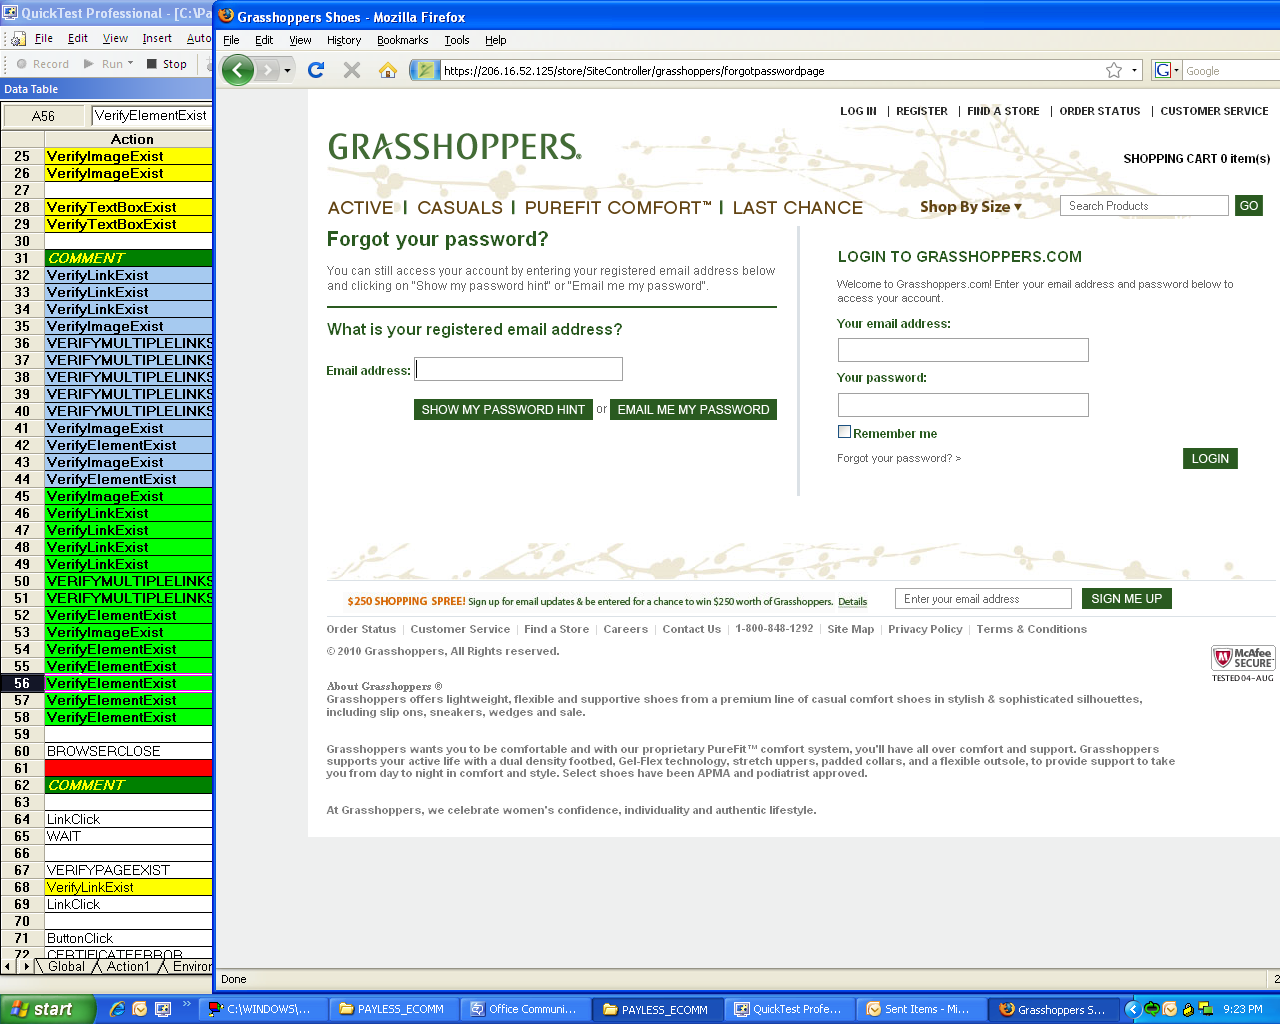 QuickTest Professional - [C:\Pa
File Edit View Insert Auto
Record Run Stop
Data Table
A56 VerifyElementExist
Action
25 VerifyImageExist
26 VerifyImageExist
27
28 VerifyTextBoxExist
29 VerifyTextBoxExist
30
31 COMMENT
32 VerifyLinkExist
33 VerifyLinkExist
34 VerifyLinkExist
35 VerifyImageExist
36 VERIFYMULTIPLELINKS
37 VERIFYMULTIPLELINKS
38 VERIFYMULTIPLELINKS
39 VERIFYMULTIPLELINKS
40 VERIFYMULTIPLELINKS
41 VerifyImageExist
42 VerifyElementExist
43 VerifyImageExist
44 VerifyElementExist
45 VerifyImageExist
46 VerifyLinkExist
47 VerifyLinkExist
48 VerifyLinkExist
49 VerifyLinkExist
50 VERIFYMULTIPLELINKS
51 VERIFYMULTIPLELINKS
52 VerifyElementExist
53 VerifyImageExist
54 VerifyElementExist
55 VerifyElementExist
56 VerifyElementExist
57 VerifyElementExist
58 VerifyElementExist
59
60 BROWSERCLOSE
61
62 COMMENT
63
64 LinkClick
65 WAIT
66
67 VERIFYPAGEEXIST
68 VerifyLinkExist
69 LinkClick
70
71 ButtonClick
72 CERTIFICATEERROR
Global Action1 Environ
Grasshoppers Shoes - Mozilla Firefox
File Edit View History Bookmarks Tools Help
https://206.16.52.125/store/SiteController/grasshoppers/forgotpasswordpage
G Google
LOG IN | REGISTER | FIND A STORE | ORDER STATUS | CUSTOMER SERVICE
GRASSHOPPERS®
SHOPPING CART 0 item(s)
ACTIVE | CASUALS | PUREFIT COMFORT™ | LAST CHANCE
Shop By Size ▾
Search Products GO
Forgot your password?
You can still access your account by entering your registered email address below
and clicking on "Show my password hint" or "Email me my password".
What is your registered email address?
Email address:
SHOW MY PASSWORD HINT or EMAIL ME MY PASSWORD
LOGIN TO GRASSHOPPERS.COM
Welcome to Grasshoppers.com! Enter your email address and password below to
access your account.
Your email address:
Your password:
Remember me
Forgot your password? >
LOGIN
$250 SHOPPING SPREE! Sign up for email updates & be entered for a chance to win $250 worth of Grasshoppers. Details
Enter your email address SIGN ME UP
Order Status | Customer Service | Find a Store | Careers | Contact Us | 1-800-848-1292 | Site Map | Privacy Policy | Terms & Conditions
© 2010 Grasshoppers, All Rights reserved.
McAfee
SECURE™
TESTED 04-AUG
About Grasshoppers ®
Grasshoppers offers lightweight, flexible and supportive shoes from a premium line of casual comfort shoes in stylish & sophisticated silhouettes,
including slip ons, sneakers, wedges and sale.
Grasshoppers wants you to be comfortable and with our proprietary PureFit™ comfort system, you'll have all over comfort and support. Grasshoppers
supports your active life with a dual density footbed, Gel-Flex technology, stretch uppers, padded collars, and a flexible outsole, to provide support to take
you from day to night in comfort and style. Select shoes have been APMA and podiatrist approved.
At Grasshoppers, we celebrate women's confidence, individuality and authentic lifestyle.
Done
2
start C:\WINDOWS\... PAYLESS_ECOMM Office Communi... PAYLESS_ECOMM QuickTest Profe... Sent Items - Mi... Grasshoppers S... 9:23 PM